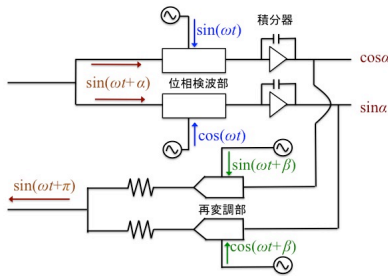 sin(ωt)
積分器
cosα
sin(ωt+α)
位相検波部
sinα
cos(ωt)
sin(ωt+β)
sin(ωt+π)
再変調部
cos(ωt+β)